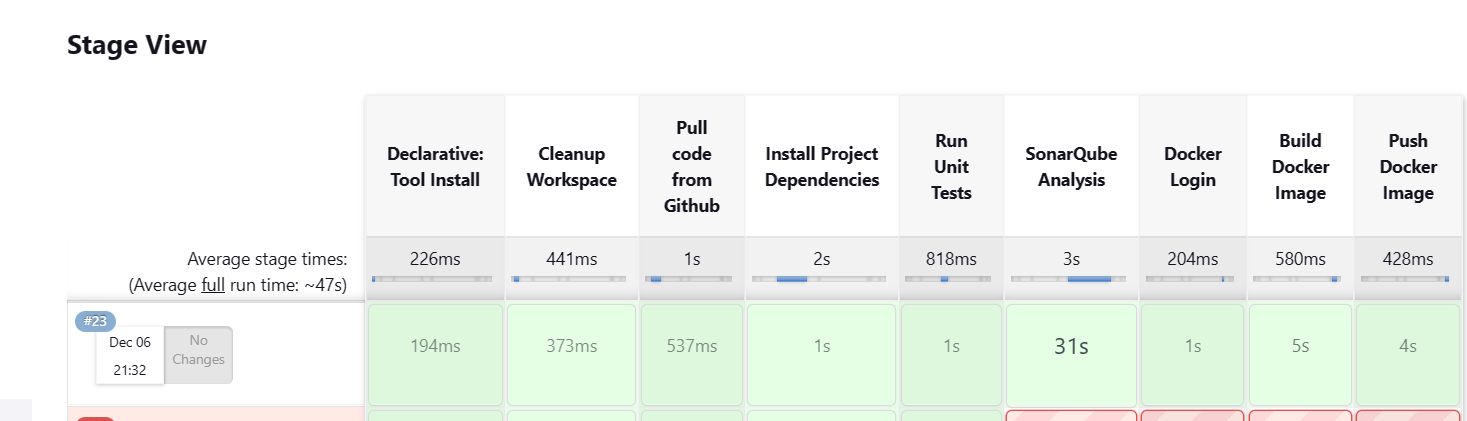 Stage View
Declarative:
Tool Install
Cleanup
Workspace
Pull
code
from
Github
Install Project
Dependencies
Run
Unit
Tests
SonarQube
Analysis
Docker
Login
Build
Docker
Image
Push
Docker
Image
Average stage times:
(Average full run time: ~47s)
226ms
441ms
1s
2s
818ms
3s
204ms
580ms
428ms
#23
Dec 06
21:32
No
Changes
194ms
373ms
537ms
1s
1s
31s
1s
5s
4s